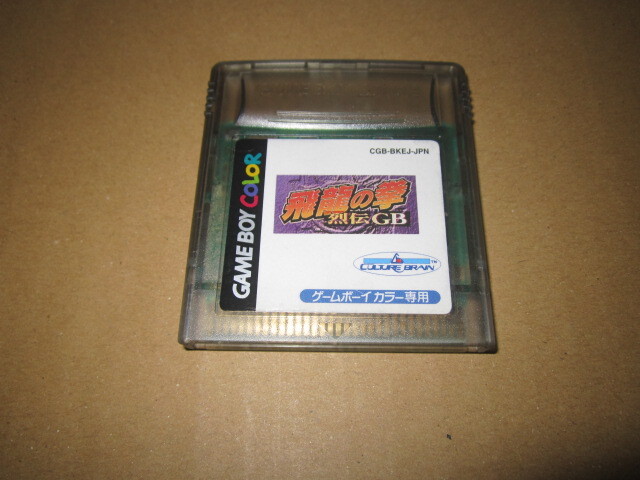 CGB-BKEJ-JPN
GAME BOY COLOR
飛龍の拳
烈伝GB
CULTURE BRAIN™
ゲームボーイカラー専用